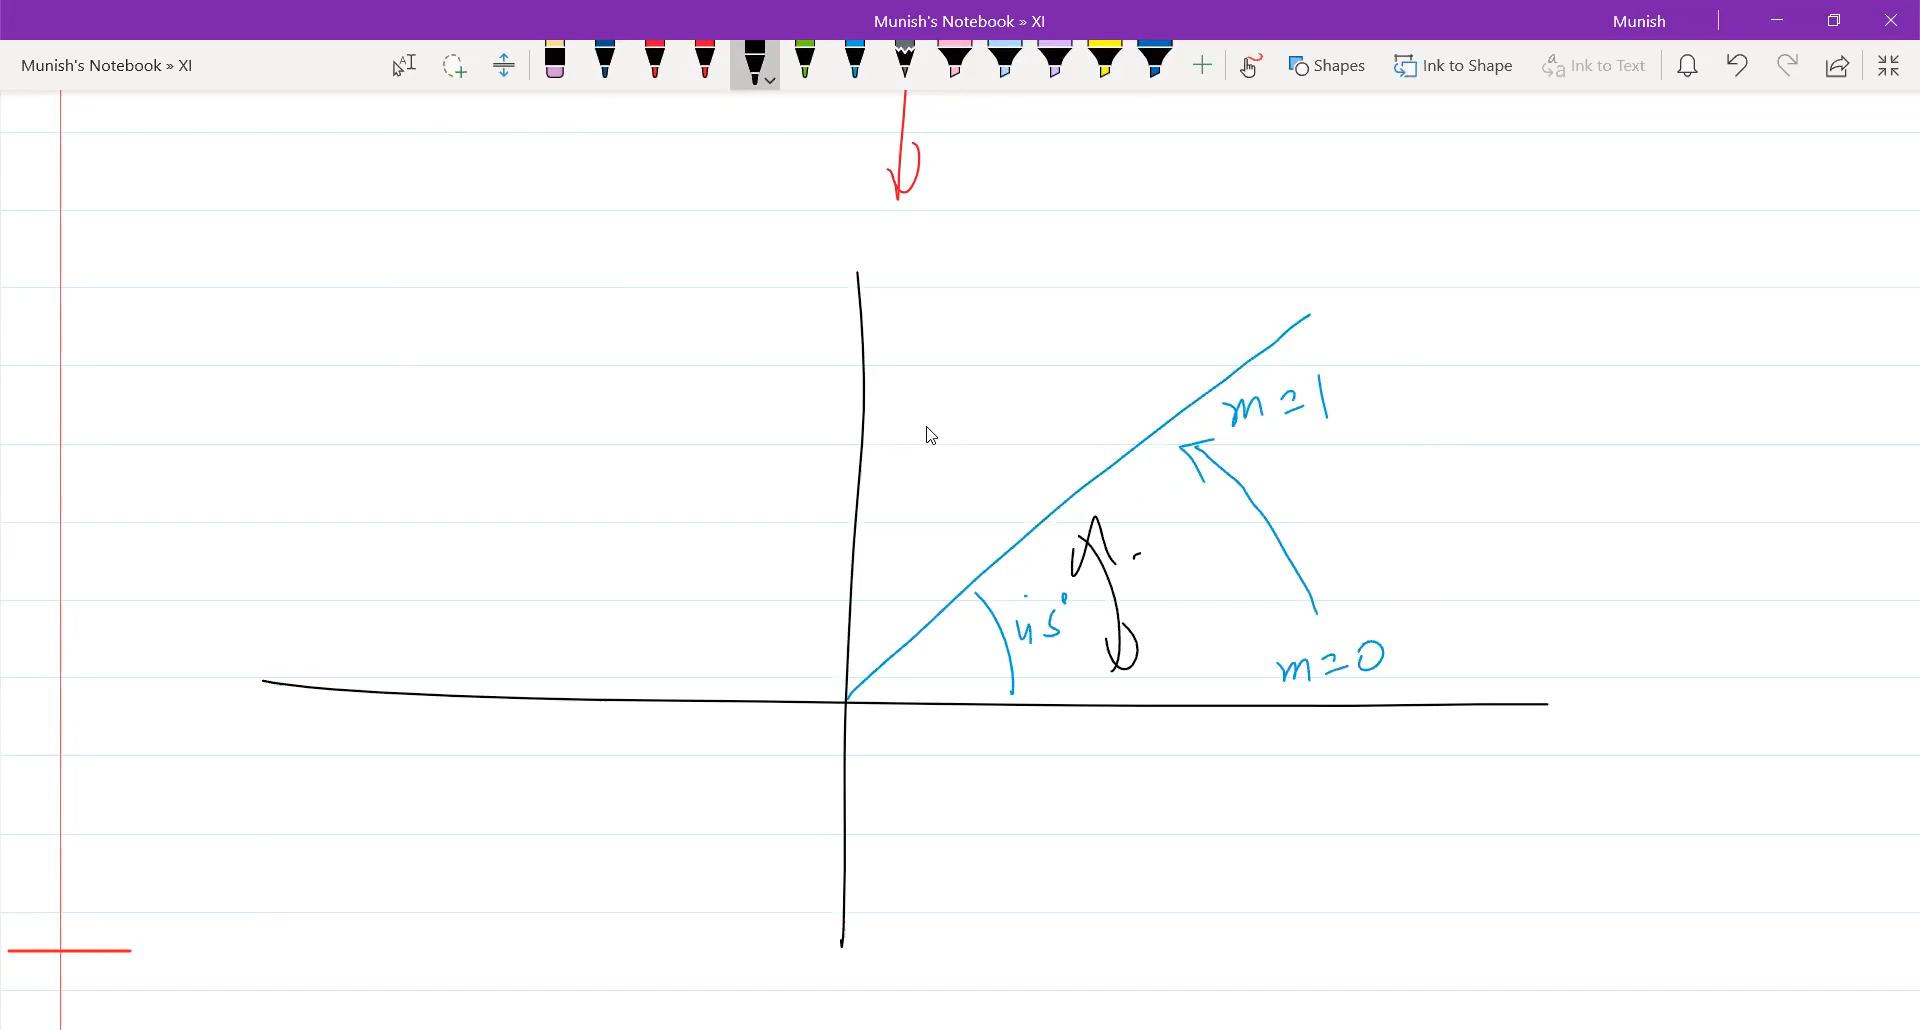 Munish's Notebook » XI
Munish
Munish's Notebook » XI
Shapes
Ink to Shape
Ink to Text
m = 1
45°
m = 0